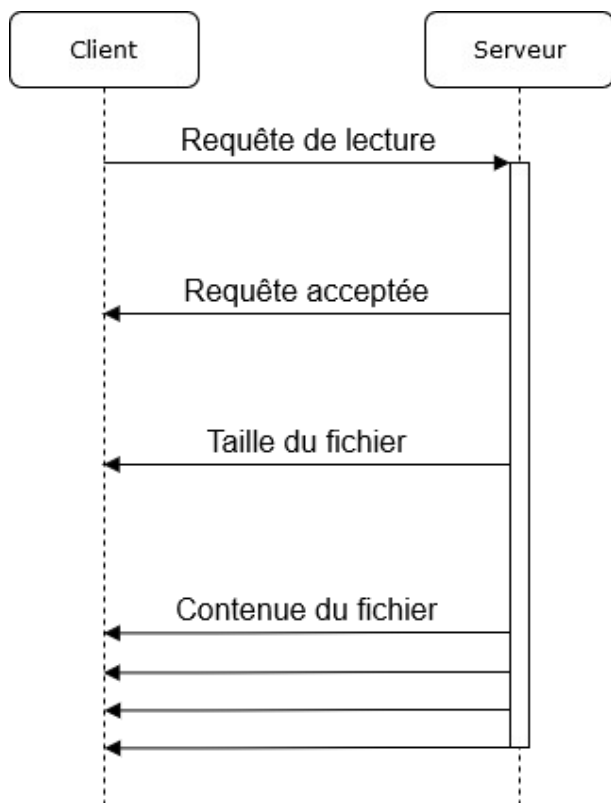 Client
Serveur
Requête de lecture
Requête acceptée
Taille du fichier
Contenue du fichier